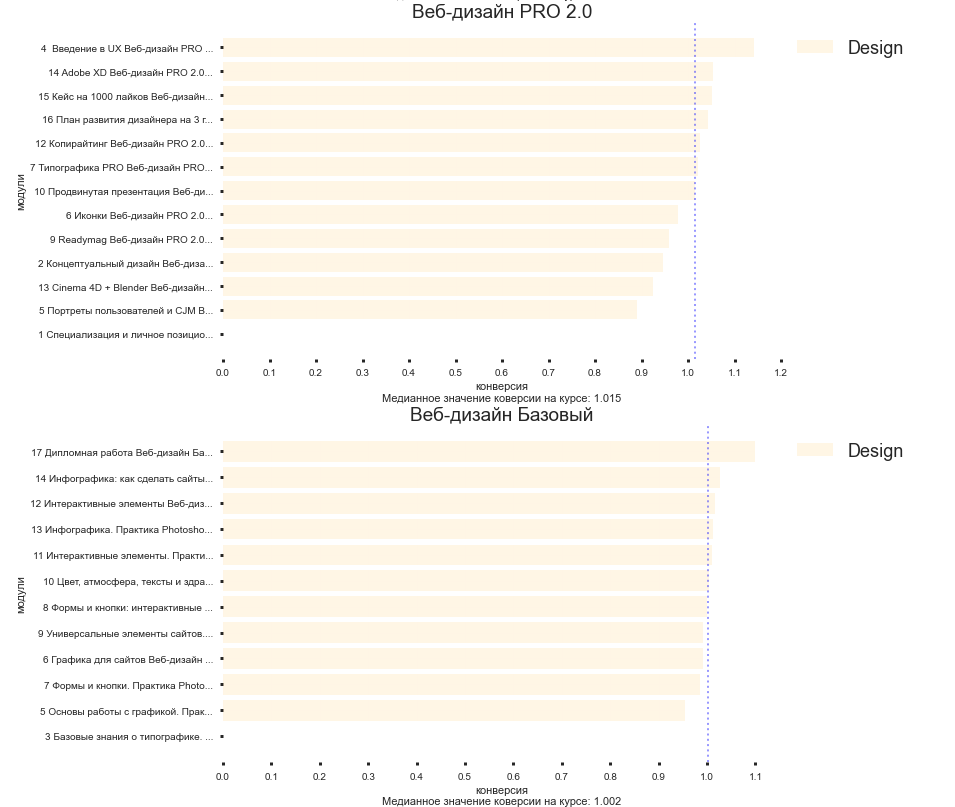 Веб-дизайн PRO 2.0
Design
4 Введение в UX Веб-дизайн PRO ...
14 Adobe XD Веб-дизайн PRO 2.0...
15 Кейс на 1000 лайков Веб-дизайн...
16 План развития дизайнера на 3 г...
12 Копирайтинг Веб-дизайн PRO 2.0...
7 Типографика PRO Веб-дизайн PRO...
10 Продвинутая презентация Веб-ди...
6 Иконки Веб-дизайн PRO 2.0...
9 Readymag Веб-дизайн PRO 2.0...
2 Концептуальный дизайн Веб-диза...
13 Cinema 4D + Blender Веб-дизайн...
5 Портреты пользователей и CJM В...
1 Специализация и личное позицио...
модули
0.0 0.1 0.2 0.3 0.4 0.5 0.6 0.7 0.8 0.9 1.0 1.1 1.2
конверсия
Медианное значение коверсии на курсе: 1.015
Веб-дизайн Базовый
Design
17 Дипломная работа Веб-дизайн Ба...
14 Инфографика: как сделать сайты...
12 Интерактивные элементы Веб-диз...
13 Инфографика. Практика Photosho...
11 Интерактивные элементы. Практи...
10 Цвет, атмосфера, тексты и здра...
8 Формы и кнопки: интерактивные ...
9 Универсальные элементы сайтов....
6 Графика для сайтов Веб-дизайн ...
7 Формы и кнопки. Практика Photo...
5 Основы работы с графикой. Прак...
3 Базовые знания о типографике. ...
модули
0.0 0.1 0.2 0.3 0.4 0.5 0.6 0.7 0.8 0.9 1.0 1.1
конверсия
Медианное значение коверсии на курсе: 1.002